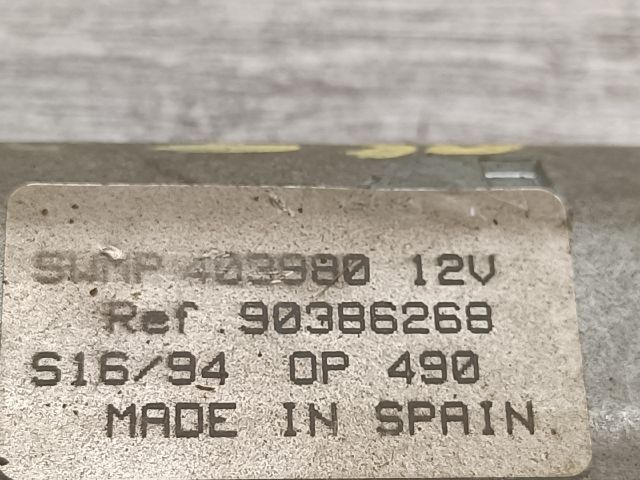 SWMP 403980 12V
Ref 90386268
S16/94 OP 490
MADE IN SPAIN